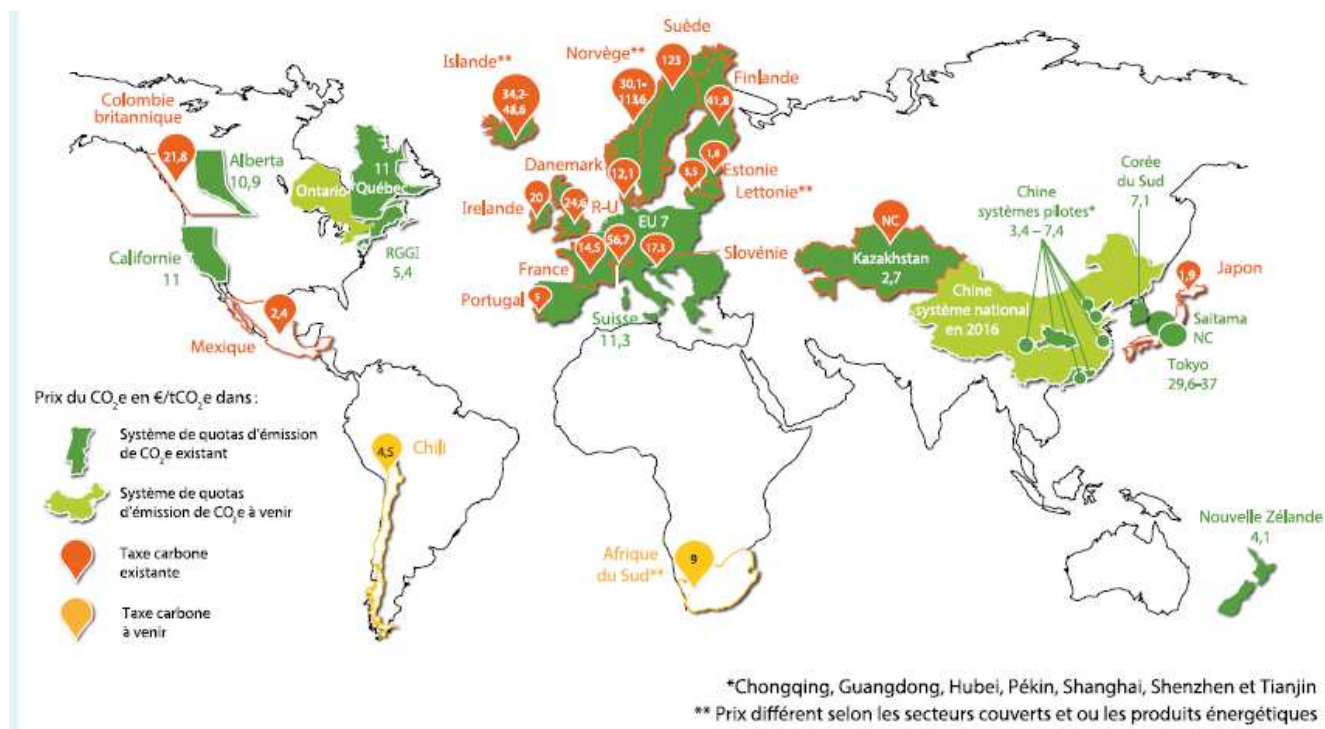 Suède
Islande**
Norvège**
123
Finlande
34,2-
48,6
30,1-
113,6
41,8
Colombie
britannique
21,8
Alberta
10,9
Ontario
11
Québec
Danemark
12,1
1,8
3,5
Estonie
Lettonie**
Irelande
20
24,6
R-U
EU 7
Californie
11
RGGI
5,4
France
14,5
56,7
17,3
Slovénie
Portugal
5
Suisse
11,3
NC
Kazakhstan
2,7
Chine
systèmes pilotes*
3,4 – 7,4
Corée
du Sud
7,1
Chine
système national
en 2016
1,9
Japon
Saitama
NC
Tokyo
29,6–37
2,4
Mexique
Prix du CO2e en €/tCO2e dans :
Système de quotas d'émission
de CO2e existant
Système de quotas
d'émission de CO2e à venir
Taxe carbone
existante
Taxe carbone
à venir
4,5
Chili
Afrique
du Sud**
9
Nouvelle Zélande
4,1
*Chongqing, Guangdong, Hubei, Pékin, Shanghai, Shenzhen et Tianjin
** Prix différent selon les secteurs couverts et ou les produits énergétiques